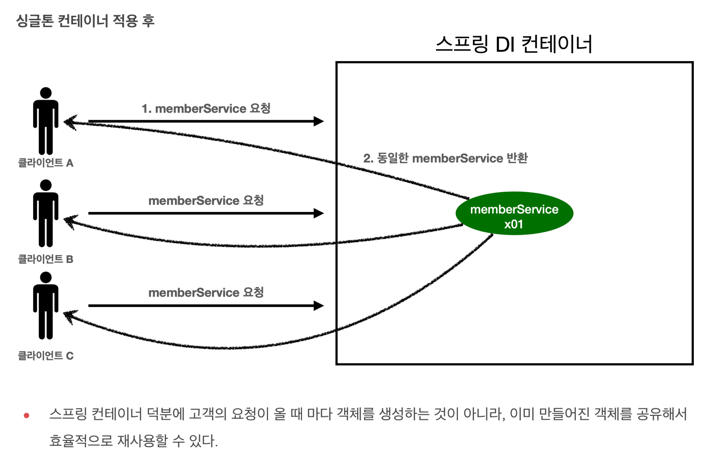 싱글톤 컨테이너 적용 후
스프링 DI 컨테이너
1. memberService 요청
2. 동일한 memberService 반환
클라이언트 A
memberService 요청
memberService
x01
클라이언트 B
memberService 요청
클라이언트 C
스프링 컨테이너 덕분에 고객의 요청이 올 때 마다 객체를 생성하는 것이 아니라, 이미 만들어진 객체를 공유해서
효율적으로 재사용할 수 있다.